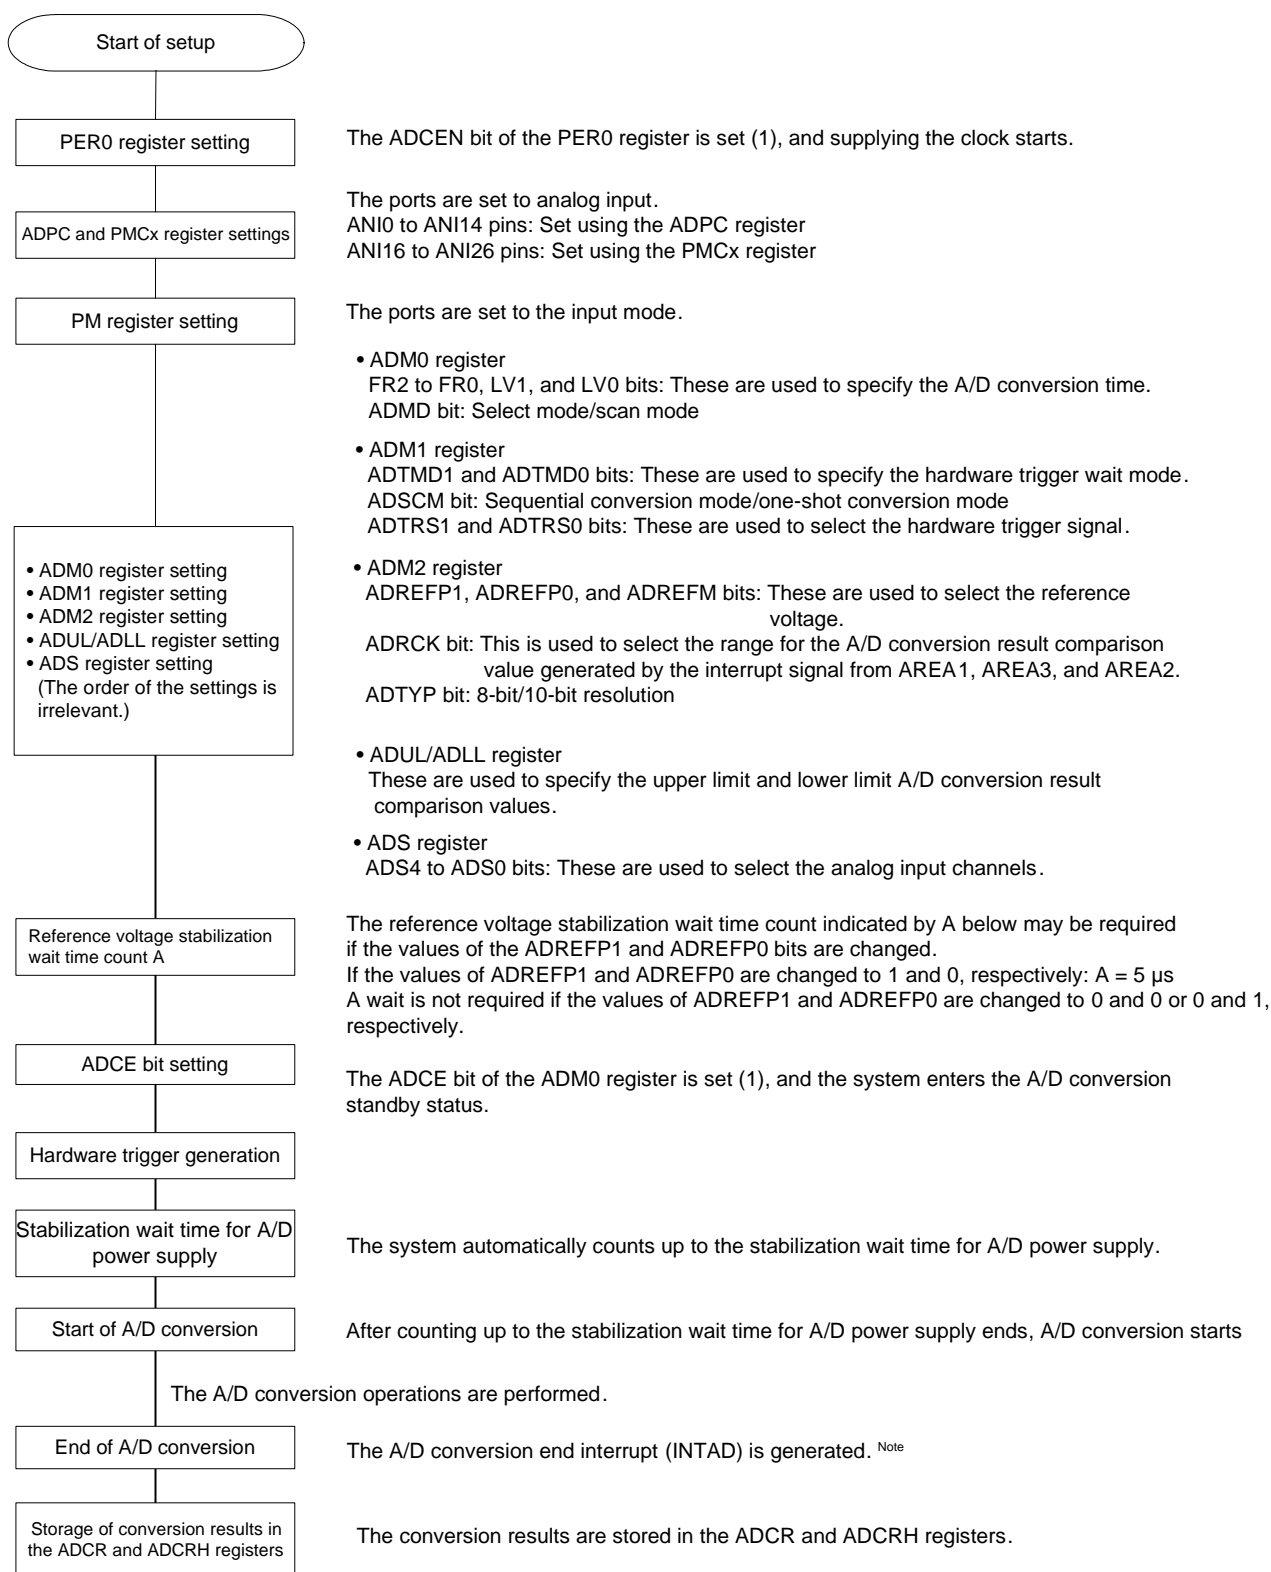 Start of setup
PER0 register setting
The ADCEN bit of the PER0 register is set (1), and supplying the clock starts.
ADPC and PMCx register settings
The ports are set to analog input.
ANI0 to ANI14 pins: Set using the ADPC register
ANI16 to ANI26 pins: Set using the PMCx register
PM register setting
The ports are set to the input mode.
• ADM0 register setting
• ADM1 register setting
• ADM2 register setting
• ADUL/ADLL register setting
• ADS register setting
(The order of the settings is
irrelevant.)
• ADM0 register
FR2 to FR0, LV1, and LV0 bits: These are used to specify the A/D conversion time.
ADMD bit: Select mode/scan mode
• ADM1 register
ADTMD1 and ADTMD0 bits: These are used to specify the hardware trigger wait mode.
ADSCM bit: Sequential conversion mode/one-shot conversion mode
ADTRS1 and ADTRS0 bits: These are used to select the hardware trigger signal.
• ADM2 register
ADREFP1, ADREFP0, and ADREFM bits: These are used to select the reference
voltage.
ADRCK bit: This is used to select the range for the A/D conversion result comparison
value generated by the interrupt signal from AREA1, AREA3, and AREA2.
ADTYP bit: 8-bit/10-bit resolution
• ADUL/ADLL register
These are used to specify the upper limit and lower limit A/D conversion result
comparison values.
• ADS register
ADS4 to ADS0 bits: These are used to select the analog input channels.
Reference voltage stabilization
wait time count A
The reference voltage stabilization wait time count indicated by A below may be required
if the values of the ADREFP1 and ADREFP0 bits are changed.
If the values of ADREFP1 and ADREFP0 are changed to 1 and 0, respectively: A = 5 µs
A wait is not required if the values of ADREFP1 and ADREFP0 are changed to 0 and 0 or 0 and 1,
respectively.
ADCE bit setting
The ADCE bit of the ADM0 register is set (1), and the system enters the A/D conversion
standby status.
Hardware trigger generation
Stabilization wait time for A/D
power supply
The system automatically counts up to the stabilization wait time for A/D power supply.
Start of A/D conversion
After counting up to the stabilization wait time for A/D power supply ends, A/D conversion starts
The A/D conversion operations are performed.
End of A/D conversion
The A/D conversion end interrupt (INTAD) is generated. Note
Storage of conversion results in
the ADCR and ADCRH registers
The conversion results are stored in the ADCR and ADCRH registers.